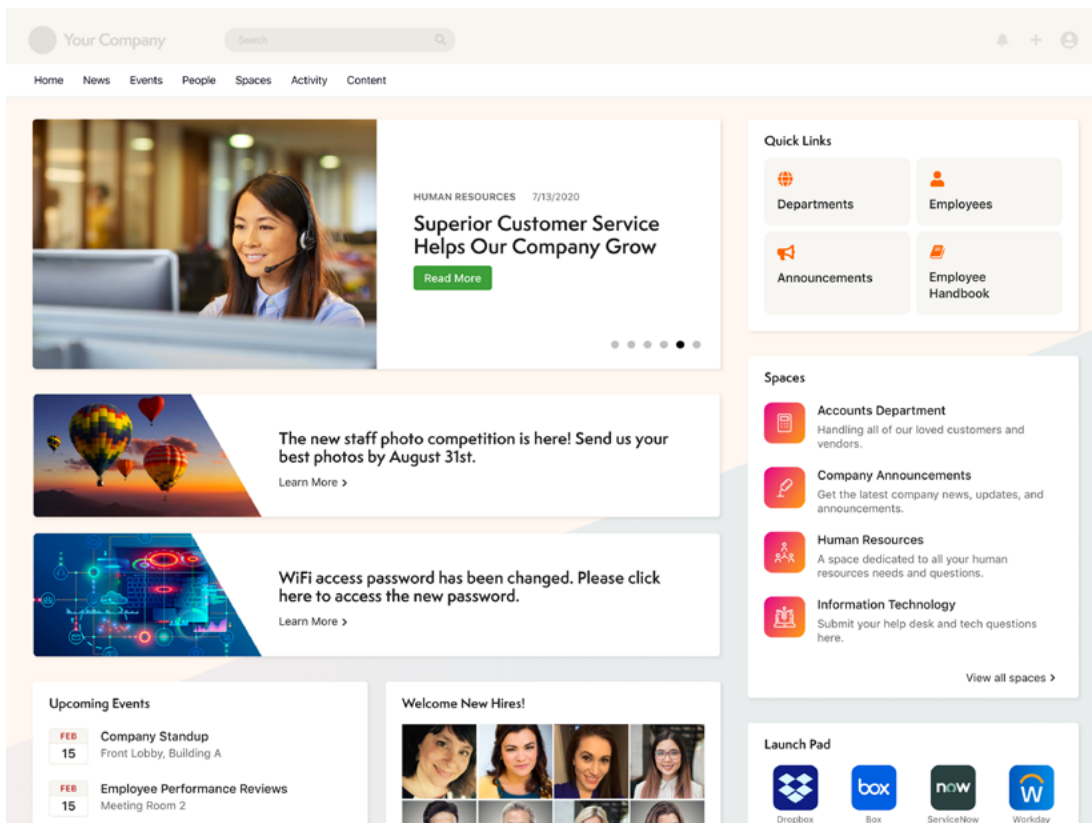 Your Company
Search
Home News Events People Spaces Activity Content
HUMAN RESOURCES 7/13/2020
Superior Customer Service
Helps Our Company Grow
Read More
The new staff photo competition is here! Send us your
best photos by August 31st.
Learn More >
WiFi access password has been changed. Please click
here to access the new password.
Learn More >
Upcoming Events
FEB
15
Company Standup
Front Lobby, Building A
FEB
15
Employee Performance Reviews
Meeting Room 2
Welcome New Hires!
Quick Links
Departments
Employees
Announcements
Employee
Handbook
Spaces
Accounts Department
Handling all of our loved customers and
vendors.
Company Announcements
Get the latest company news, updates, and
announcements.
Human Resources
A space dedicated to all your human
resources needs and questions.
Information Technology
Submit your help desk and tech questions
here.
View all spaces >
Launch Pad
box
now
W
Dropbox
Box
ServiceNow
Workday